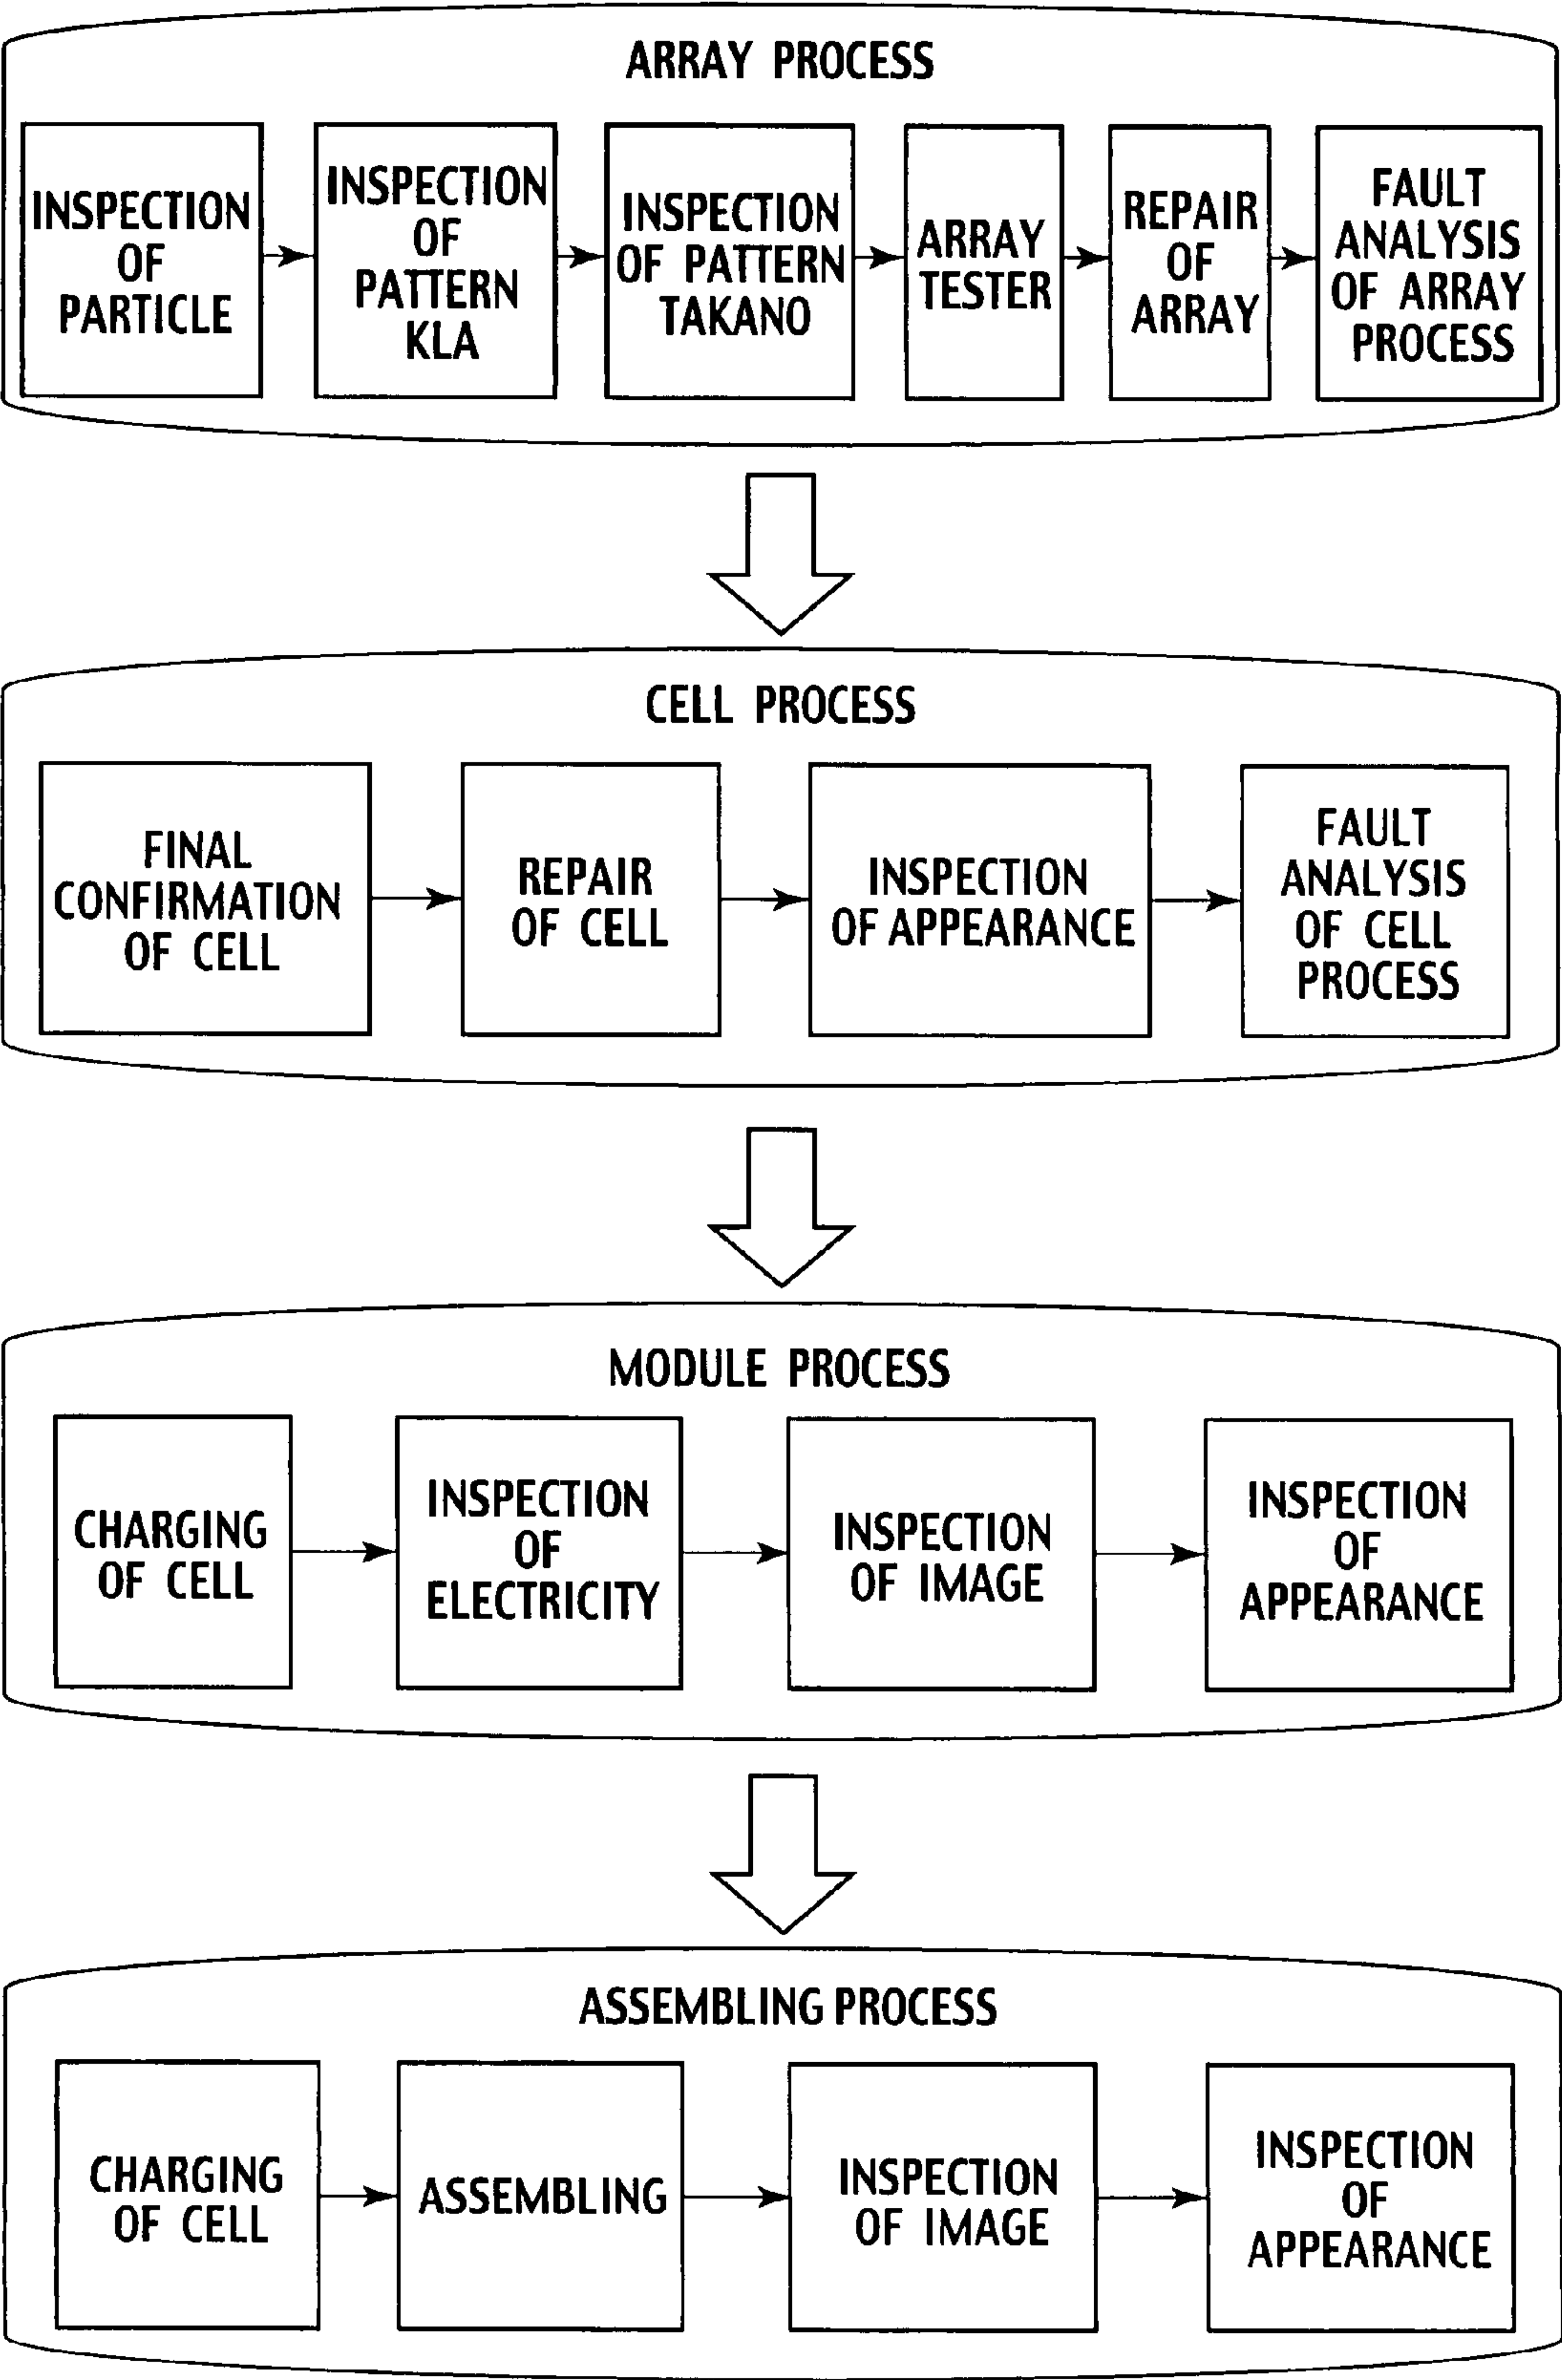 ARRAY PROCESS
INSPECTION
OF
PARTICLE
INSPECTION
OF
PATTERN
KLA
INSPECTION
OF PATTERN
TAKANO
ARRAY
TESTER
REPAIR
OF
ARRAY
FAULT
ANALYSIS
OF ARRAY
PROCESS
CELL PROCESS
FINAL
CONFIRMATION
OF CELL
REPAIR
OF CELL
INSPECTION
OF APPEARANCE
FAULT
ANALYSIS
OF CELL
PROCESS
MODULE PROCESS
CHARGING
OF CELL
INSPECTION
OF
ELECTRICITY
INSPECTION
OF IMAGE
INSPECTION
OF
APPEARANCE
ASSEMBLING PROCESS
CHARGING
OF CELL
ASSEMBLING
INSPECTION
OF IMAGE
INSPECTION
OF
APPEARANCE